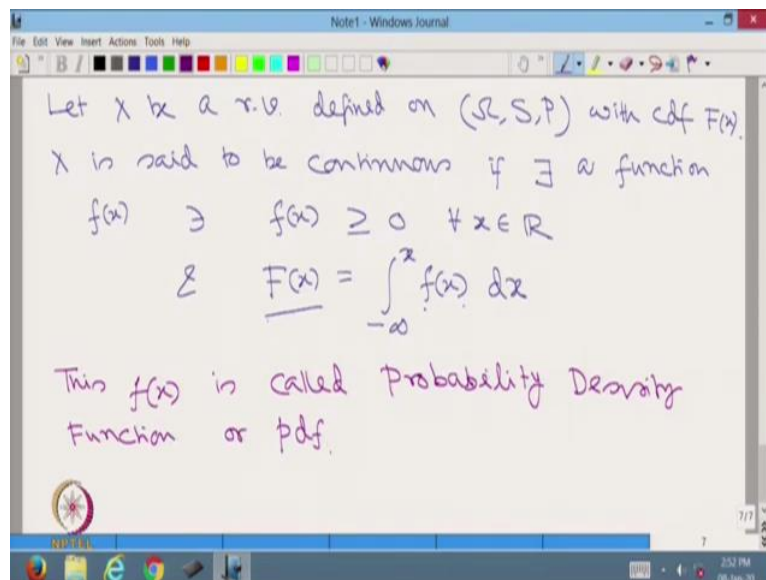 Note1 - Windows Journal
File Edit View Insert Actions Tools Help
Let X be a r.v. defined on (Ω, S, P) with cdf F(x).
X is said to be continuous if ∃ a function
f(x) ∋ f(x) ≥ 0 ∀ x ∈ R
& F(x) = ∫_{-∞}^{x} f(x) dx
This f(x) is called Probability Density
Function or pdf.
NPTEL
7/7
7
2:52 PM